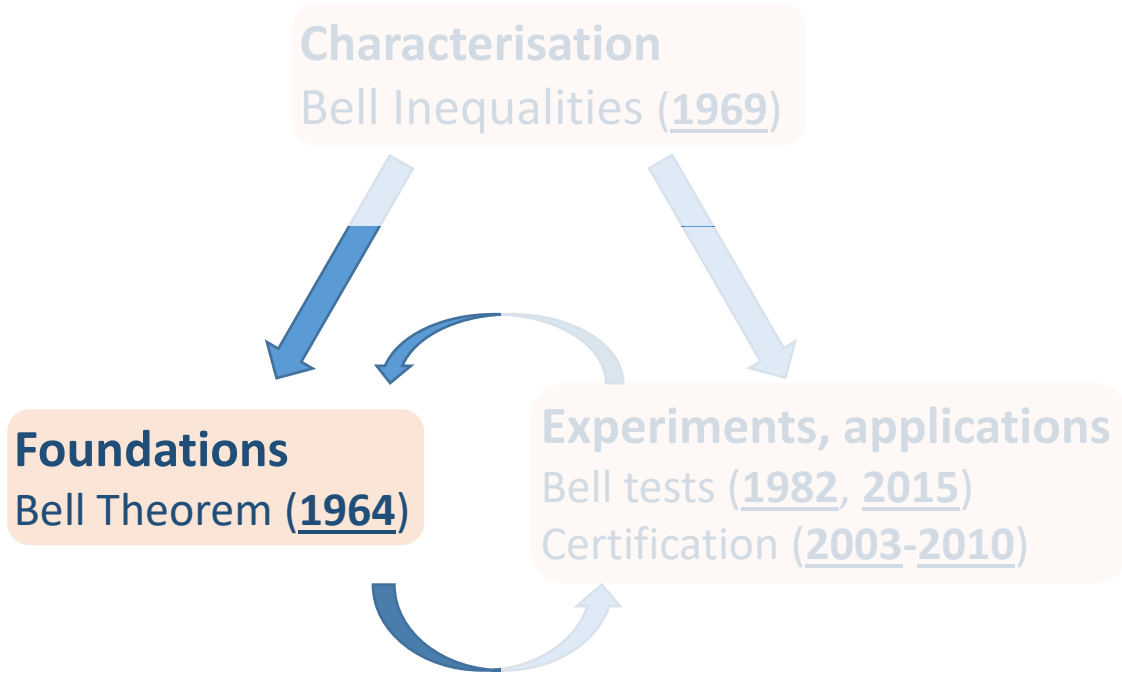 Characterisation
Bell Inequalities (1969)
Foundations
Bell Theorem (1964)
Experiments, applications
Bell tests (1982, 2015)
Certification (2003-2010)